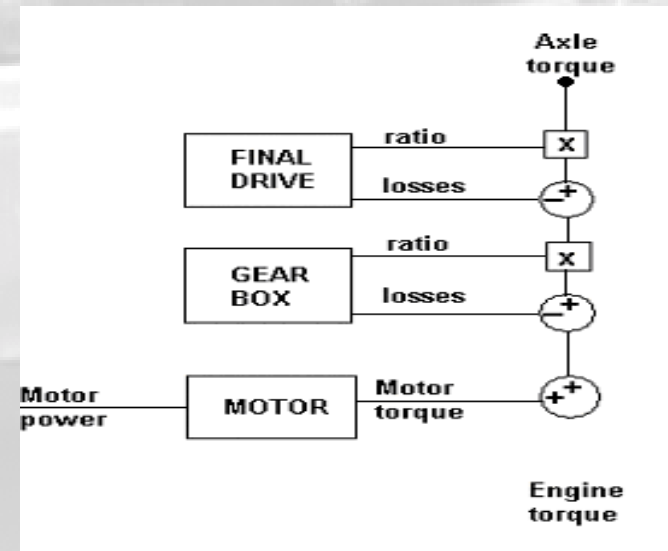 Axle
torque
ratio
x
FINAL
DRIVE
losses
− +
ratio
x
GEAR
BOX
losses
− +
Motor
power
MOTOR
Motor
torque
+ +
Engine
torque